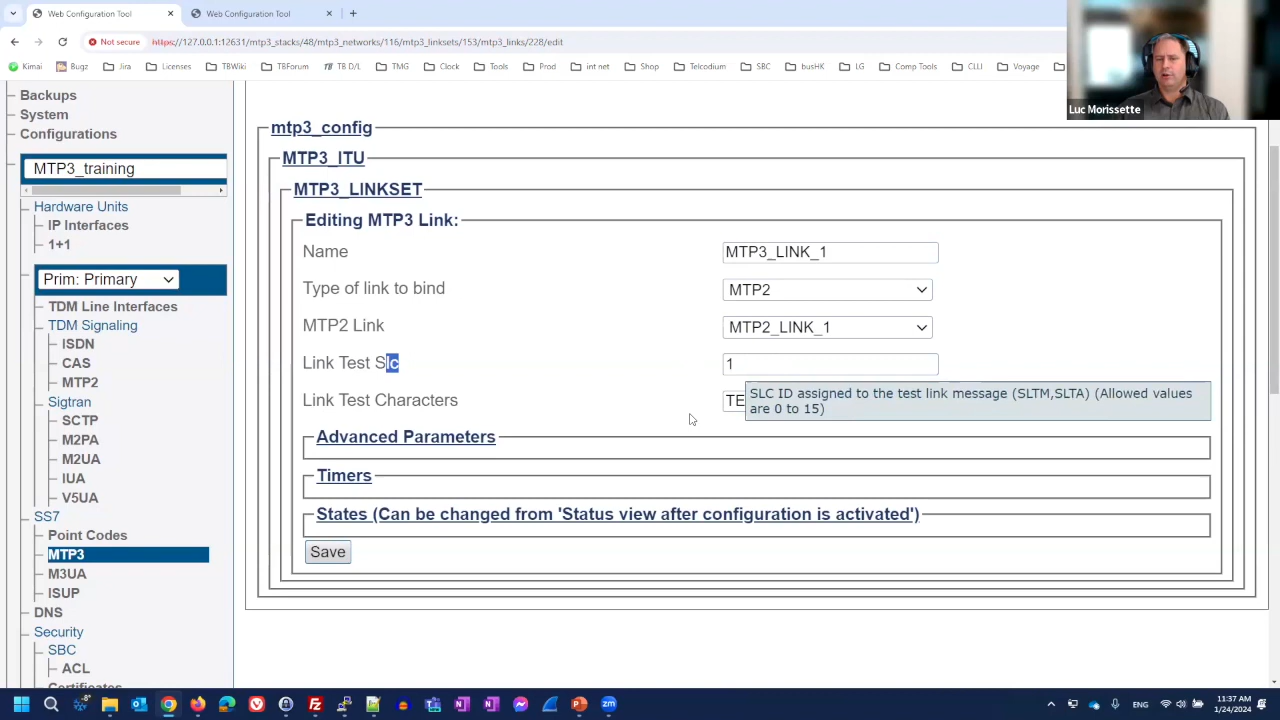 Web Configuration Tool
Web Configuration Tool
Not secure
https://127.0.0.1:12631/mtp3_stacks/48/mtp3_networks/116/mtp3_linksets/153/mtp3_links/228/edit
Kimai
Bugz
Jira
Licenses
TBWiki
TBForum
TB D/L
TMG
Clock
Tools
Prod
int net
Shop
Telcodium
SBC
busHK
LG
Comp Tools
CLLI
Voyage
Luc Morissette
Backups
System
Configurations
MTP3_training
Hardware Units
IP Interfaces
1+1
Prim: Primary
TDM Line Interfaces
TDM Signaling
ISDN
CAS
MTP2
Sigtran
SCTP
M2PA
M2UA
IUA
V5UA
SS7
Point Codes
MTP3
M3UA
ISUP
DNS
Security
SBC
ACL
Certificates
mtp3_config
MTP3_ITU
MTP3_LINKSET
Editing MTP3 Link:
Name
MTP3_LINK_1
Type of link to bind
MTP2
MTP2 Link
MTP2_LINK_1
Link Test Slc
1
Link Test Characters
TE
SLC ID assigned to the test link message (SLTM,SLTA) (Allowed values
are 0 to 15)
Advanced Parameters
Timers
States (Can be changed from 'Status view after configuration is activated')
Save
ENG
11:37 AM
1/24/2024